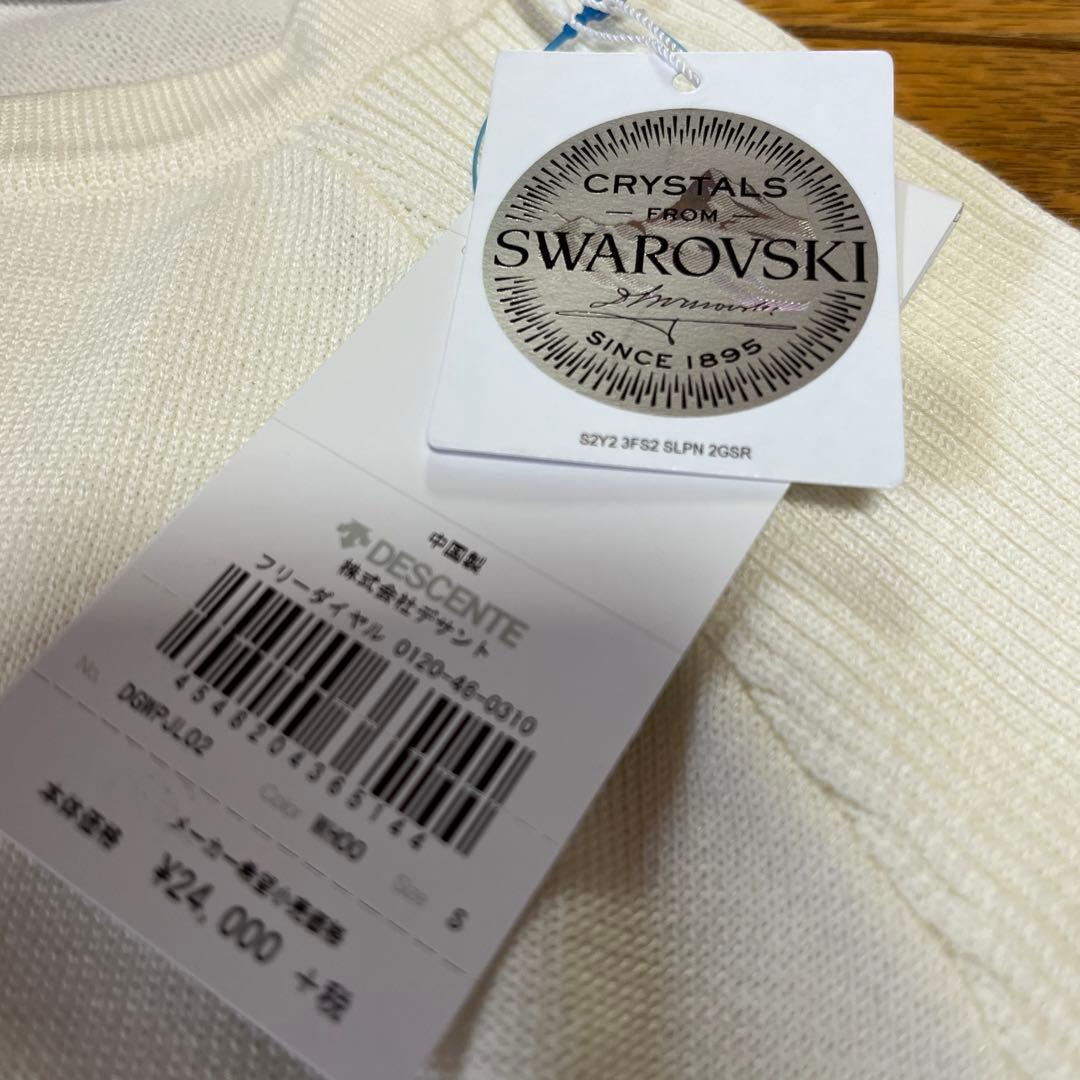 CRYSTALS
FROM
SWAROVSKI
SINCE 1895
S2Y2 3FS2 SLPN 2GSR
中国製
DESCENTE
株式会社デサント
フリーダイヤル 0120-46-0310
4548204365144
No. DGWPJL02 Color WH00 Size S
メーカー希望小売価格
本体価格 ¥24,000 +税